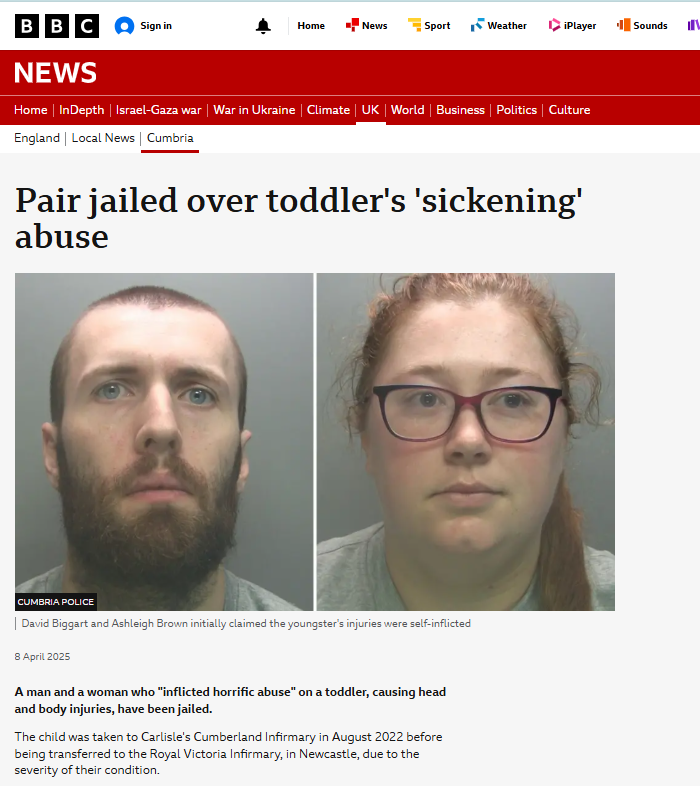 BBC Sign in Home News Sport Weather iPlayer Sounds
NEWS
Home InDepth Israel-Gaza war War in Ukraine Climate UK World Business Politics Culture
England Local News Cumbria
Pair jailed over toddler's 'sickening'
abuse
CUMBRIA POLICE
David Biggart and Ashleigh Brown initially claimed the youngster's injuries were self-inflicted
8 April 2025
A man and a woman who "inflicted horrific abuse" on a toddler, causing head
and body injuries, have been jailed.
The child was taken to Carlisle's Cumberland Infirmary in August 2022 before
being transferred to the Royal Victoria Infirmary, in Newcastle, due to the
severity of their condition.